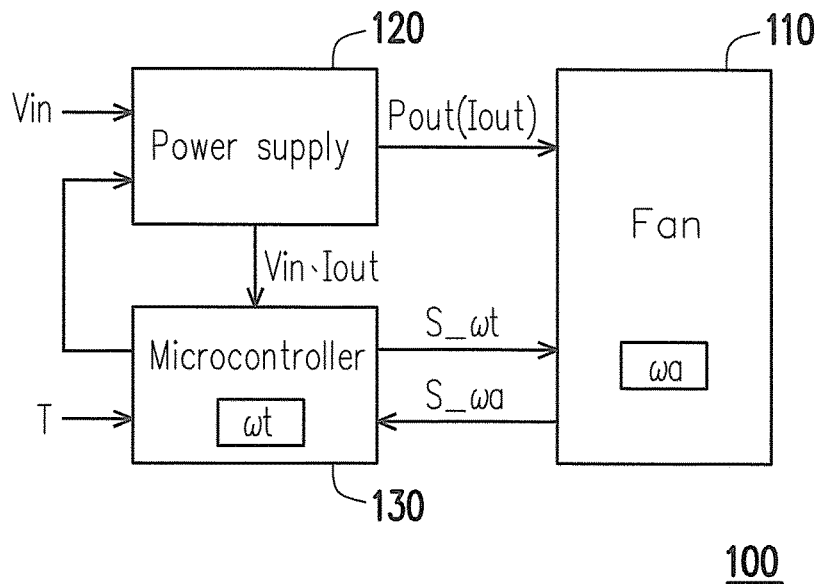 120
110
Vin
Power supply
Pout(Iout)
Fan
Vin、Iout
Microcontroller
S_ωt
ωa
S_ωa
T
ωt
130
100